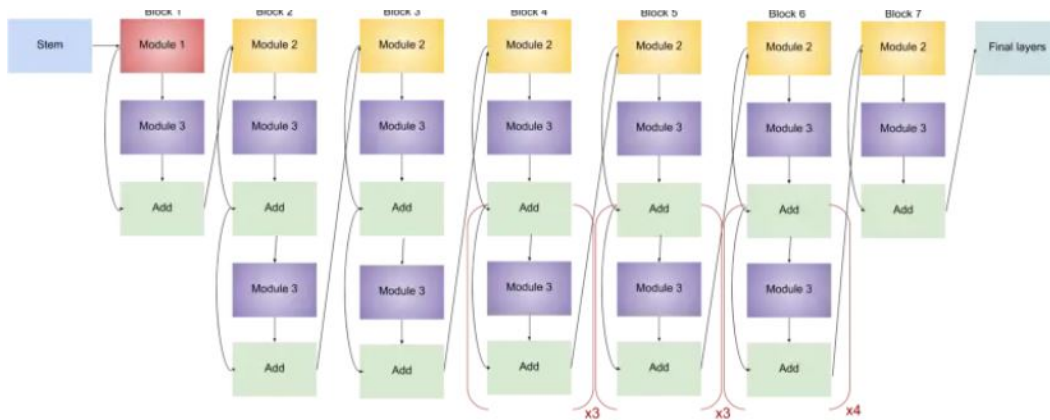 Block 1
Block 2
Block 3
Block 4
Block 5
Block 6
Block 7
Stem
Module 1
Module 2
Module 2
Module 2
Module 2
Module 2
Module 2
Final layers
Module 3
Module 3
Module 3
Module 3
Module 3
Module 3
Module 3
Add
Add
Add
Add
Add
Add
Add
Module 3
Module 3
Module 3
Module 3
Module 3
Add
Add
Add
Add
Add
x3
x3
x4